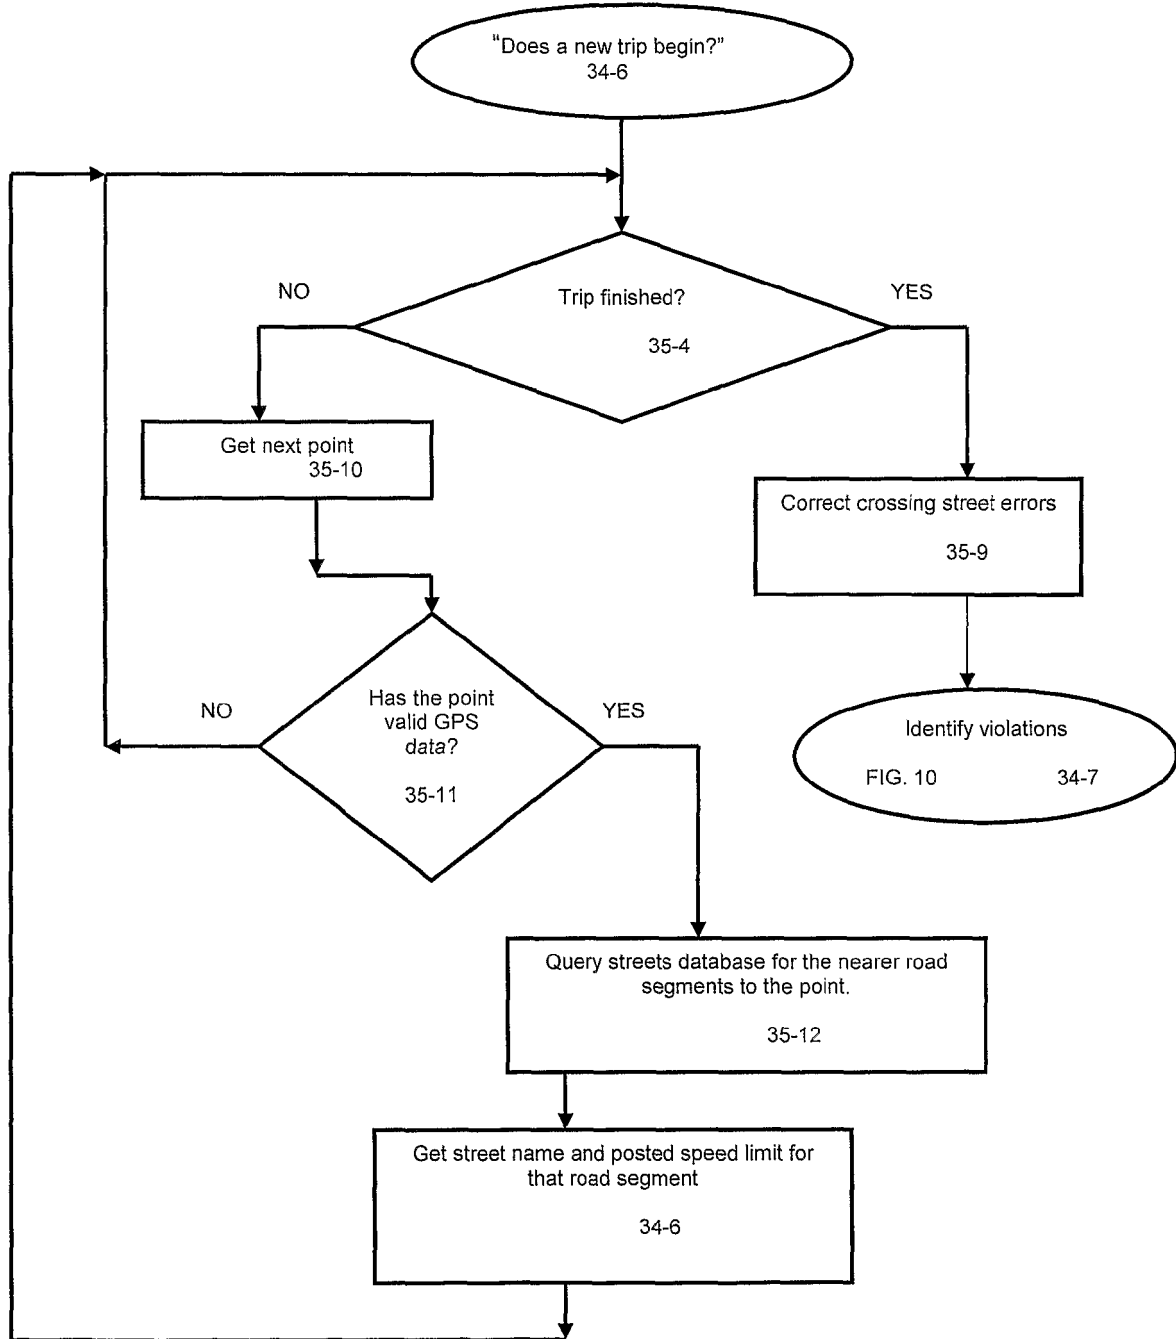 “Does a new trip begin?”
34-6
NO
YES
Trip finished?
35-4
Get next point
35-10
Correct crossing street errors
35-9
NO
YES
Has the point
valid GPS
data?
35-11
Identify violations
FIG. 10 34-7
Query streets database for the nearer road
segments to the point.
35-12
Get street name and posted speed limit for
that road segment
34-6